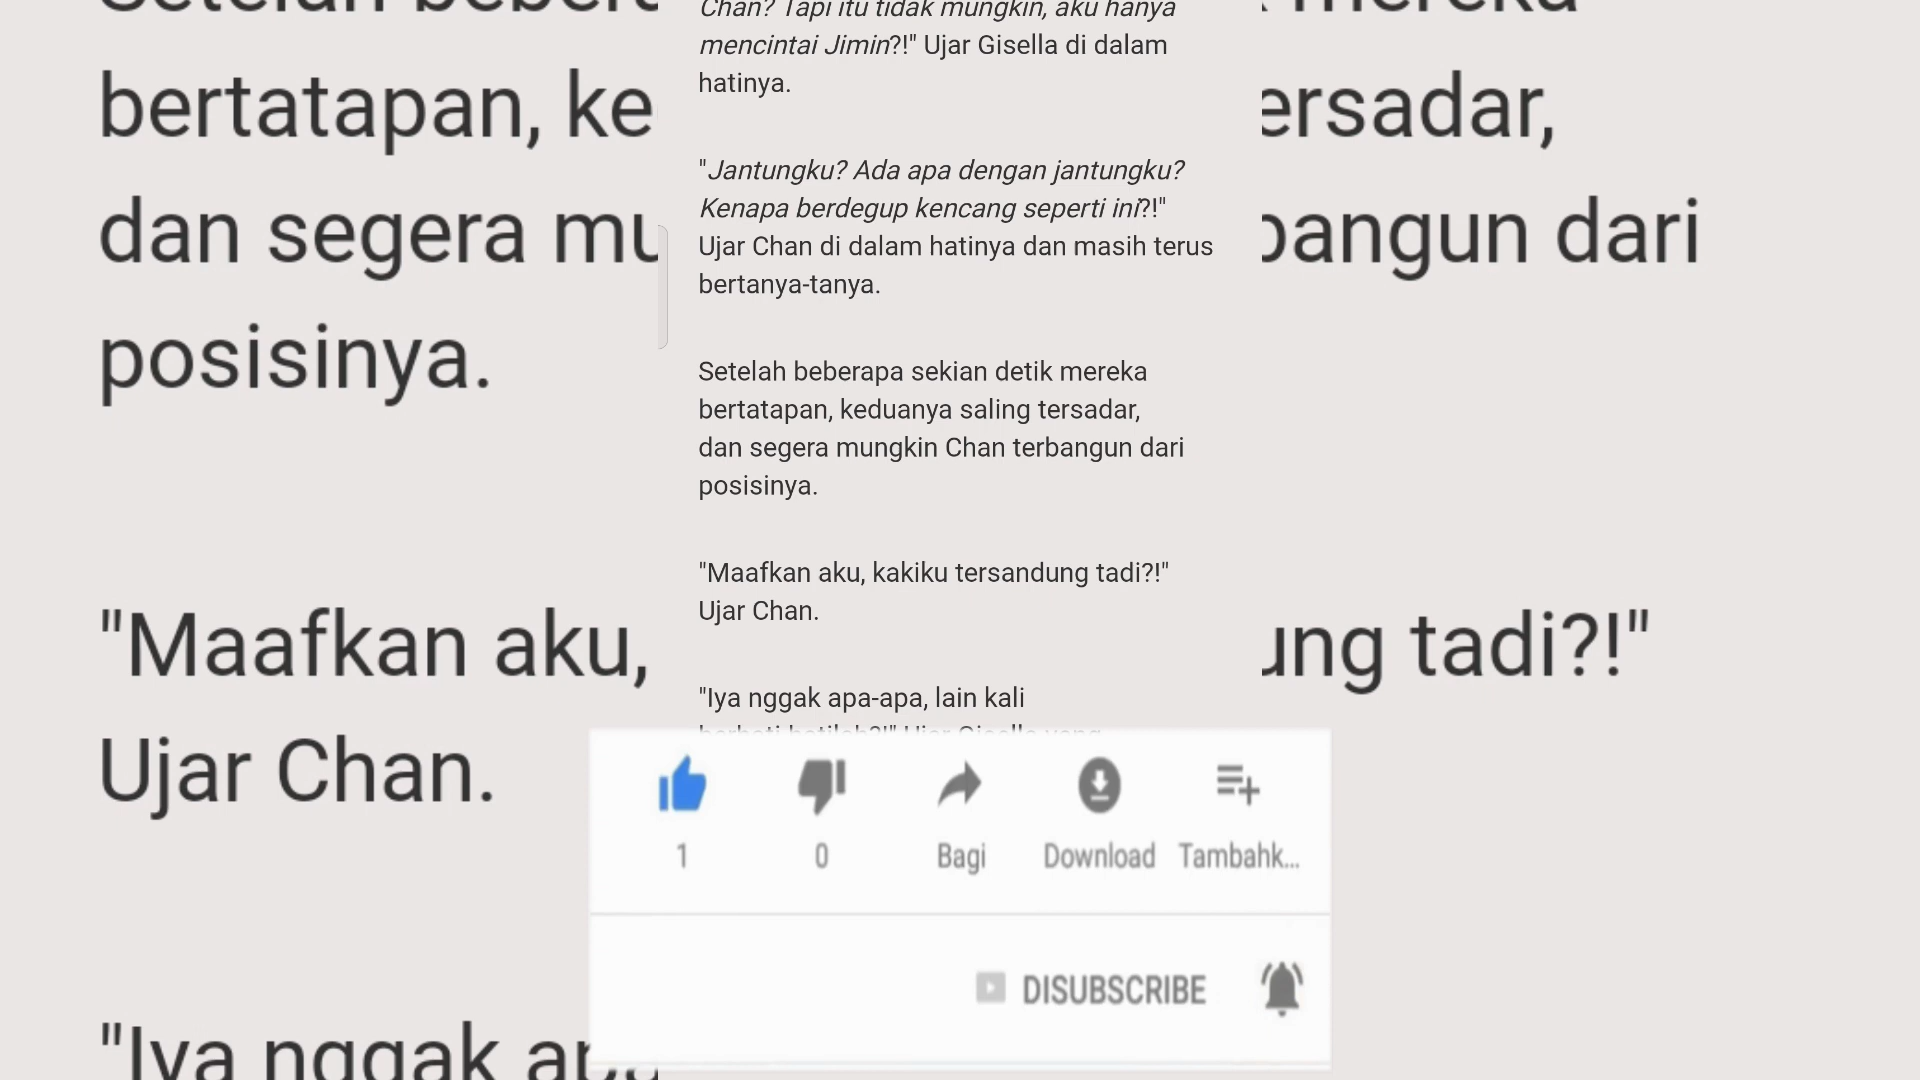 Chan? Tapi itu tidak mungkin, aku hanya
mencintai Jimin?!" Ujar Gisella di dalam
hatinya.
"Jantungku? Ada apa dengan jantungku?
Kenapa berdegup kencang seperti ini?!"
Ujar Chan di dalam hatinya dan masih terus
bertanya-tanya.
Setelah beberapa sekian detik mereka
bertatapan, keduanya saling tersadar,
dan segera mungkin Chan terbangun dari
posisinya.
"Maafkan aku, kakiku tersandung tadi?!"
Ujar Chan.
"Iya nggak apa-apa, lain kali
mereka
bertatapan, ke
ersadar,
dan segera mu
bangun dari
posisinya.
"Maafkan aku,
ung tadi?!"
Ujar Chan.
"Iya nggak apa
1
0
Bagi
Download
Tambahk...
DISUBSCRIBE